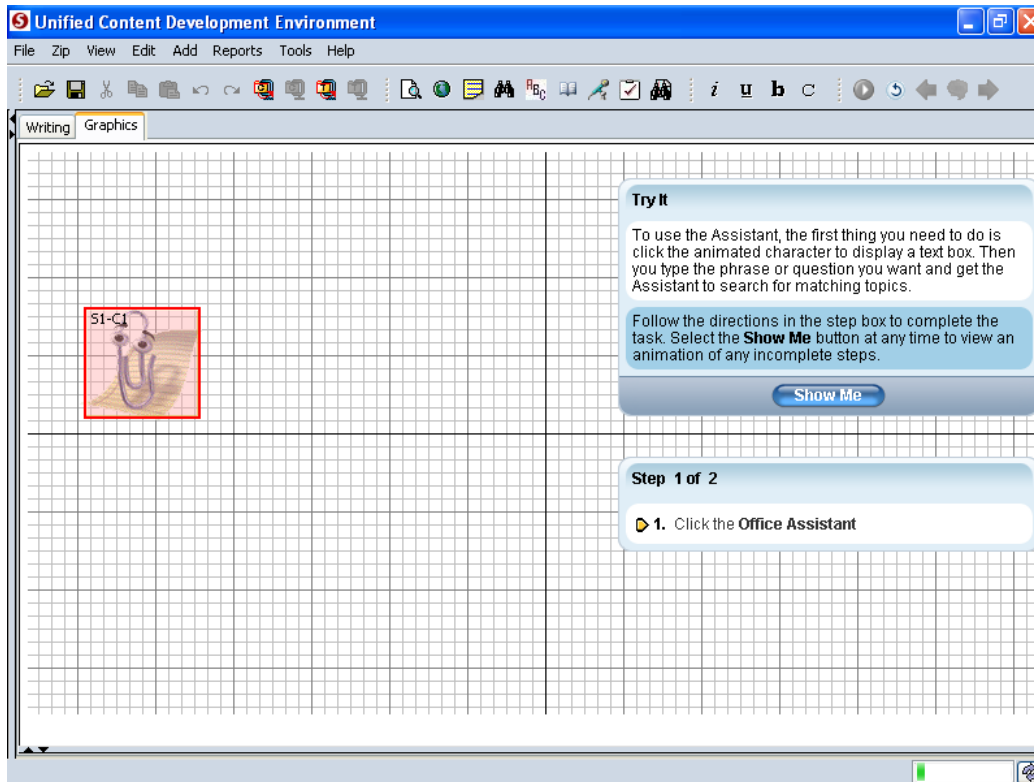 Unified Content Development Environment
File Zip View Edit Add Reports Tools Help
i u b C
Writing Graphics
Try It
To use the Assistant, the first thing you need to do is
click the animated character to display a text box. Then
you type the phrase or question you want and get the
Assistant to search for matching topics.
Follow the directions in the step box to complete the
task. Select the Show Me button at any time to view an
animation of any incomplete steps.
Show Me
S1-C1
Step 1 of 2
1. Click the Office Assistant